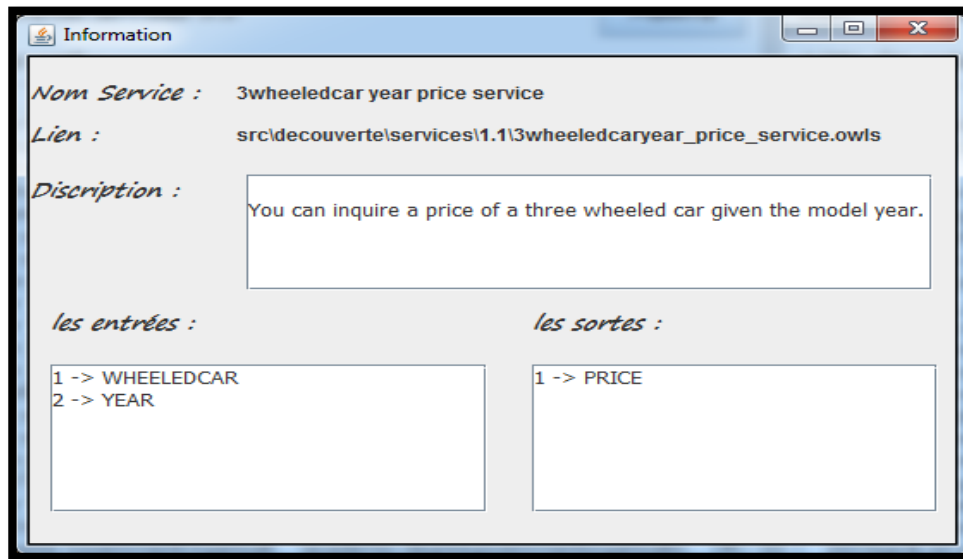 Information
Nom Service : 3wheeledcar year price service
Lien : src\decouverte\services\1.1\3wheeledcaryear_price_service.owls
Discription : You can inquire a price of a three wheeled car given the model year.
les entrées : les sortes :
1 -> WHEELEDCAR 1 -> PRICE
2 -> YEAR